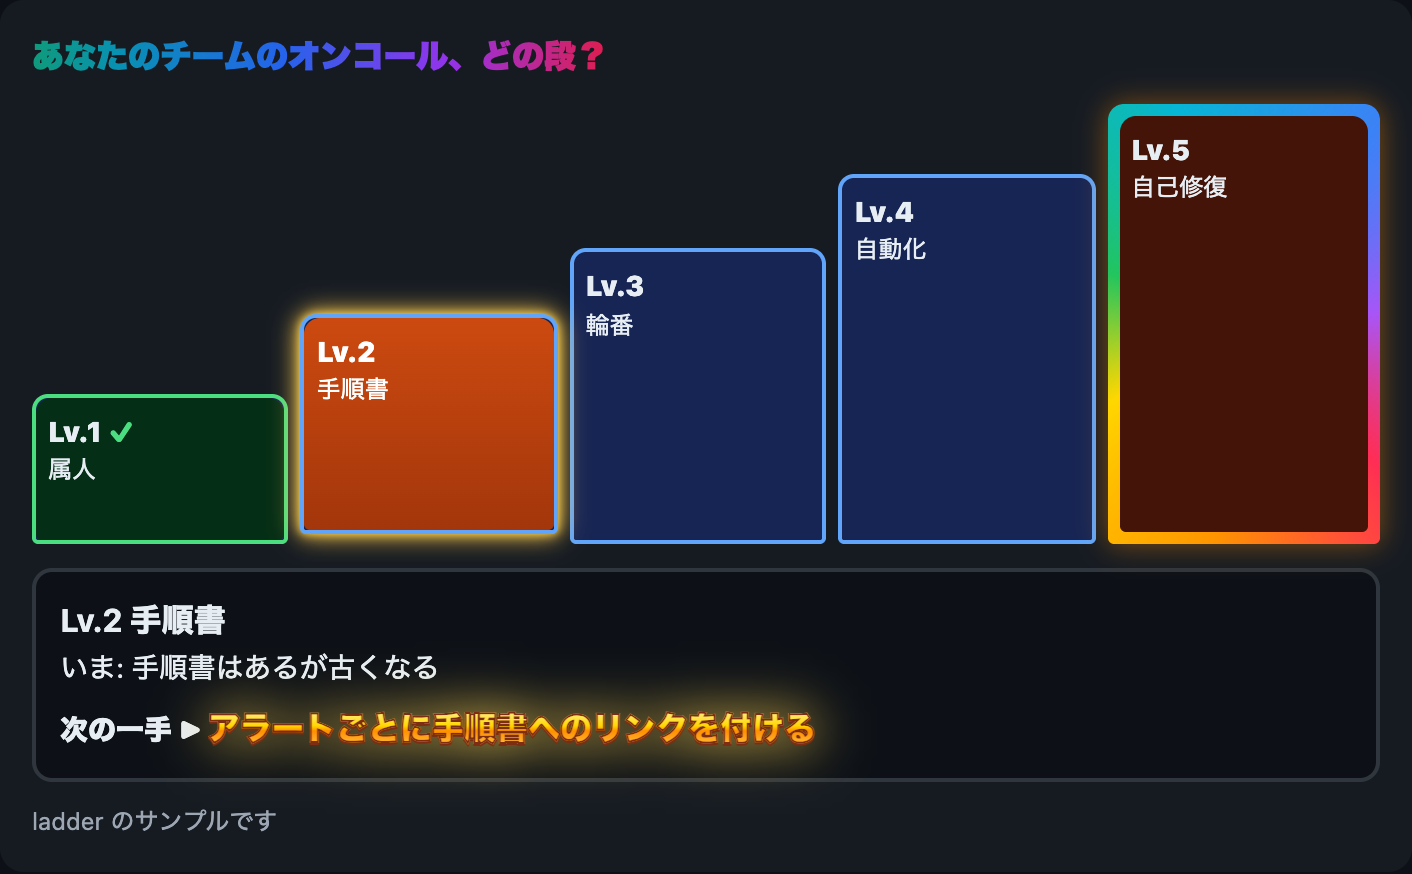 あなたのチームのオンコール、どの段？
Lv.1 ✓
属人
Lv.2
手順書
Lv.3
輪番
Lv.4
自動化
Lv.5
自己修復
Lv.2 手順書
いま: 手順書はあるが古くなる
次の一手 ▶ アラートごとに手順書へのリンクを付ける
ladder のサンプルです